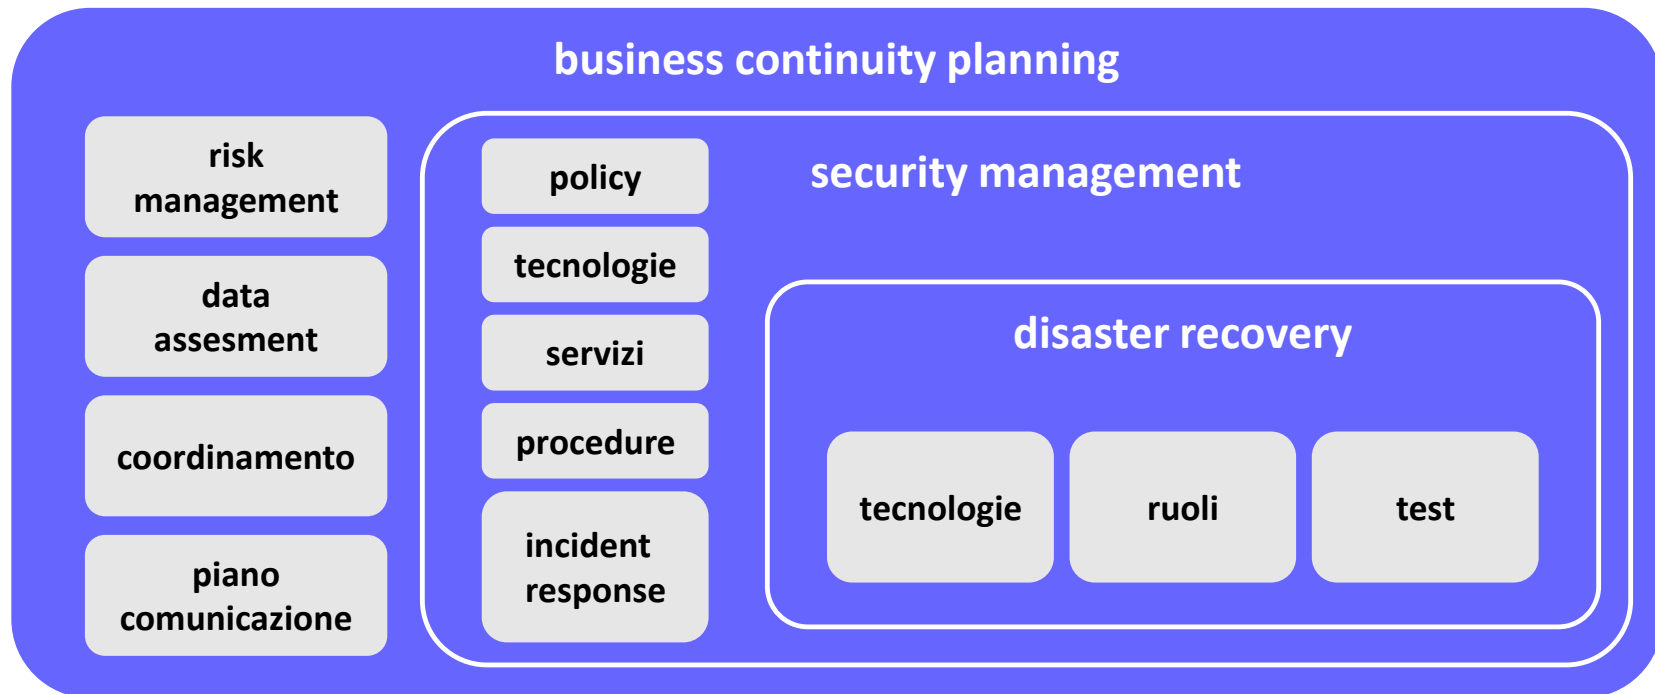 business continuity planning
risk
management
data
assesment
coordinamento
piano
comunicazione
security management
policy
tecnologie
servizi
procedure
incident
response
disaster recovery
tecnologie
ruoli
test